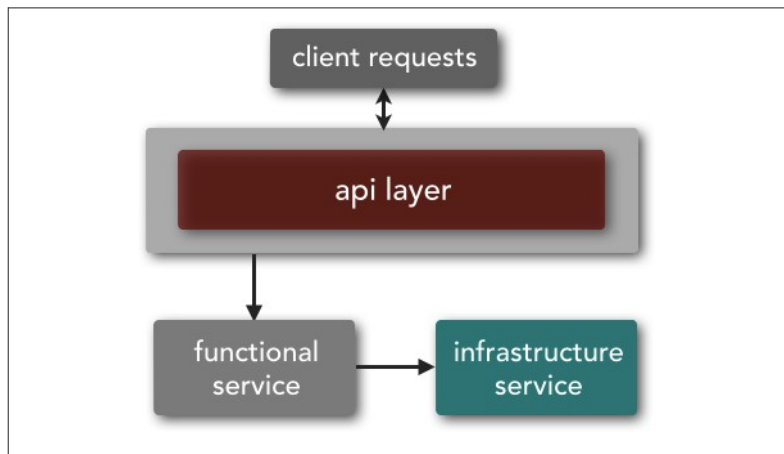 client requests
api layer
functional
service
infrastructure
service